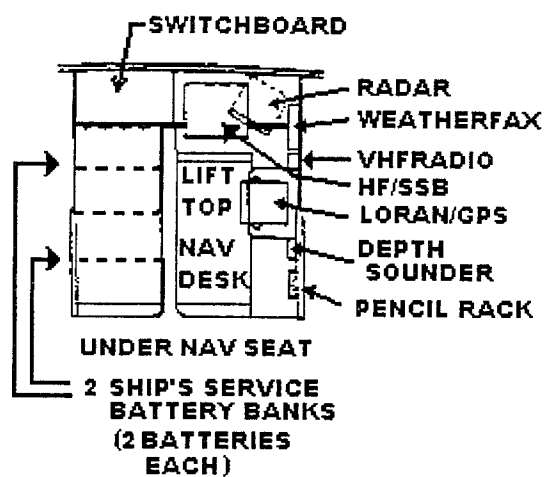 SWITCHBOARD
RADAR
WEATHERFAX
VHFRADIO
HF/SSB
LORAN/GPS
DEPTH
SOUNDER
PENCIL RACK
LIFT
TOP
NAV
DESK
UNDER NAV SEAT
2 SHIP'S SERVICE
BATTERY BANKS
(2 BATTERIES
EACH)